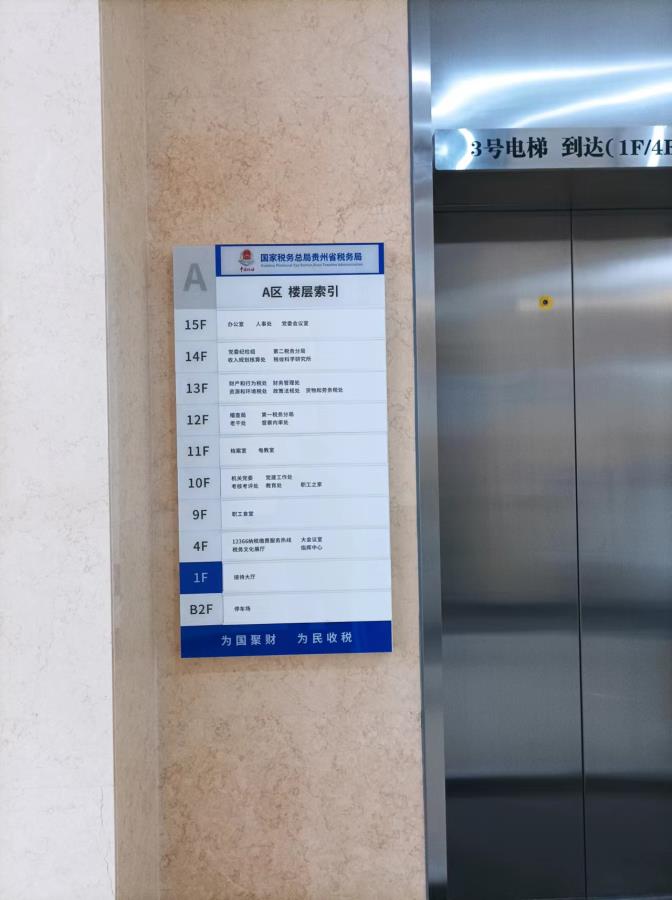 3号电梯 到达(1F/4F
A
国家税务总局贵州省税务局
A区 楼层索引
15F 办公室 人事处 党委会议室
14F 党委纪检组 第二税务分局
收入规划核算处 税收科学研究所
13F 财产和行为税处 财务管理处
资源和环境税处 政策法规处 货物和劳务税处
12F 稽查局 第一税务分局
老干处 督察内审处
11F 档案室 电教室
10F 机关党委 党建工作处
考核考评处 教育处 职工之家
9F 职工食堂
4F 12366纳税缴费服务热线 大会议室
税务文化展厅 指挥中心
1F 接待大厅
B2F 停车场
为国聚财 为民收税